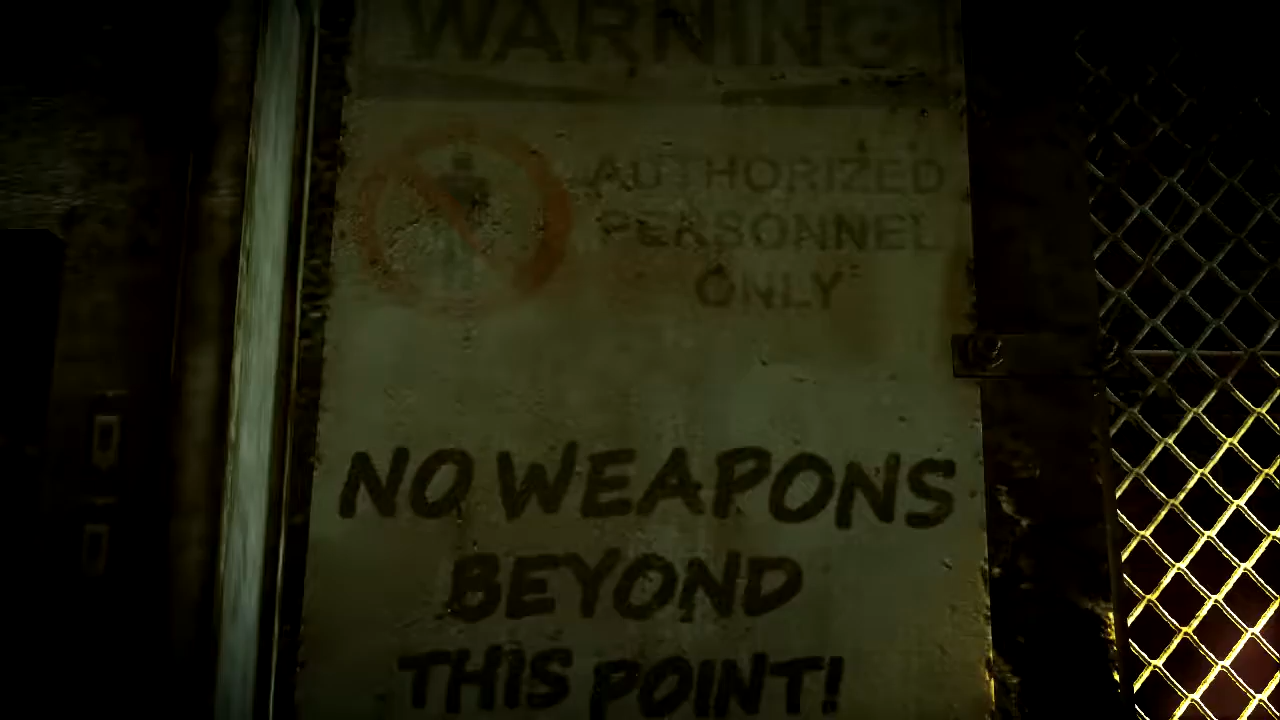 WARNING
AUTHORIZED
PERSONNEL
ONLY
NO WEAPONS
BEYOND
THIS POINT!